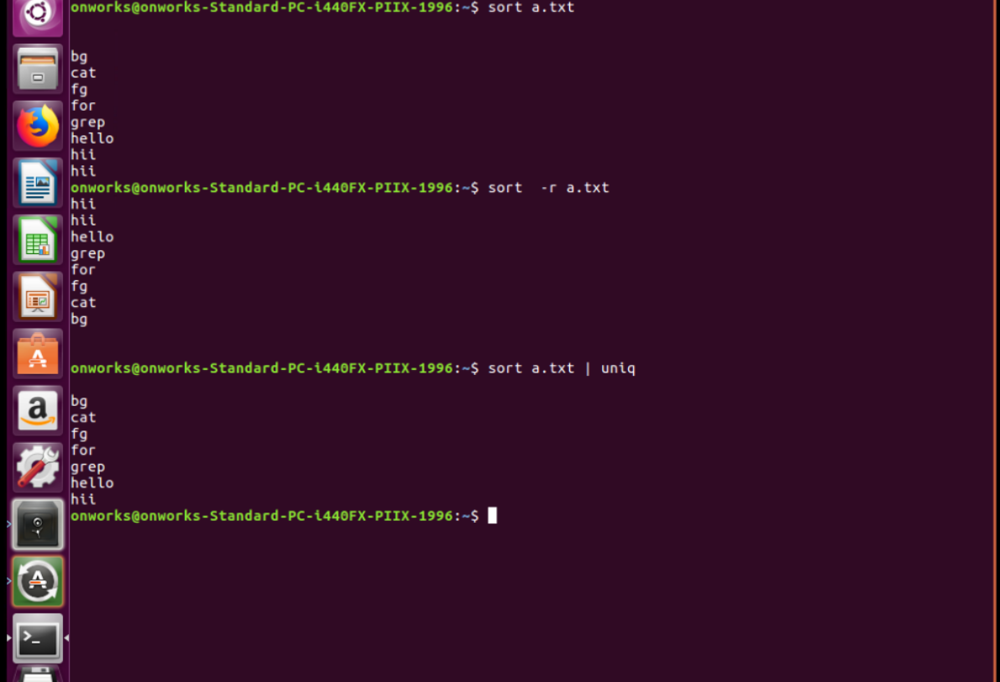 onworks@onworks-Standard-PC-i440FX-PIIX-1996:~$ sort a.txt


bg
cat
fg
for
grep
hello
hii
hii
onworks@onworks-Standard-PC-i440FX-PIIX-1996:~$ sort  -r a.txt
hii
hii
hello
grep
for
fg
cat
bg


onworks@onworks-Standard-PC-i440FX-PIIX-1996:~$ sort a.txt | uniq

bg
cat
fg
for
grep
hello
hii
onworks@onworks-Standard-PC-i440FX-PIIX-1996:~$